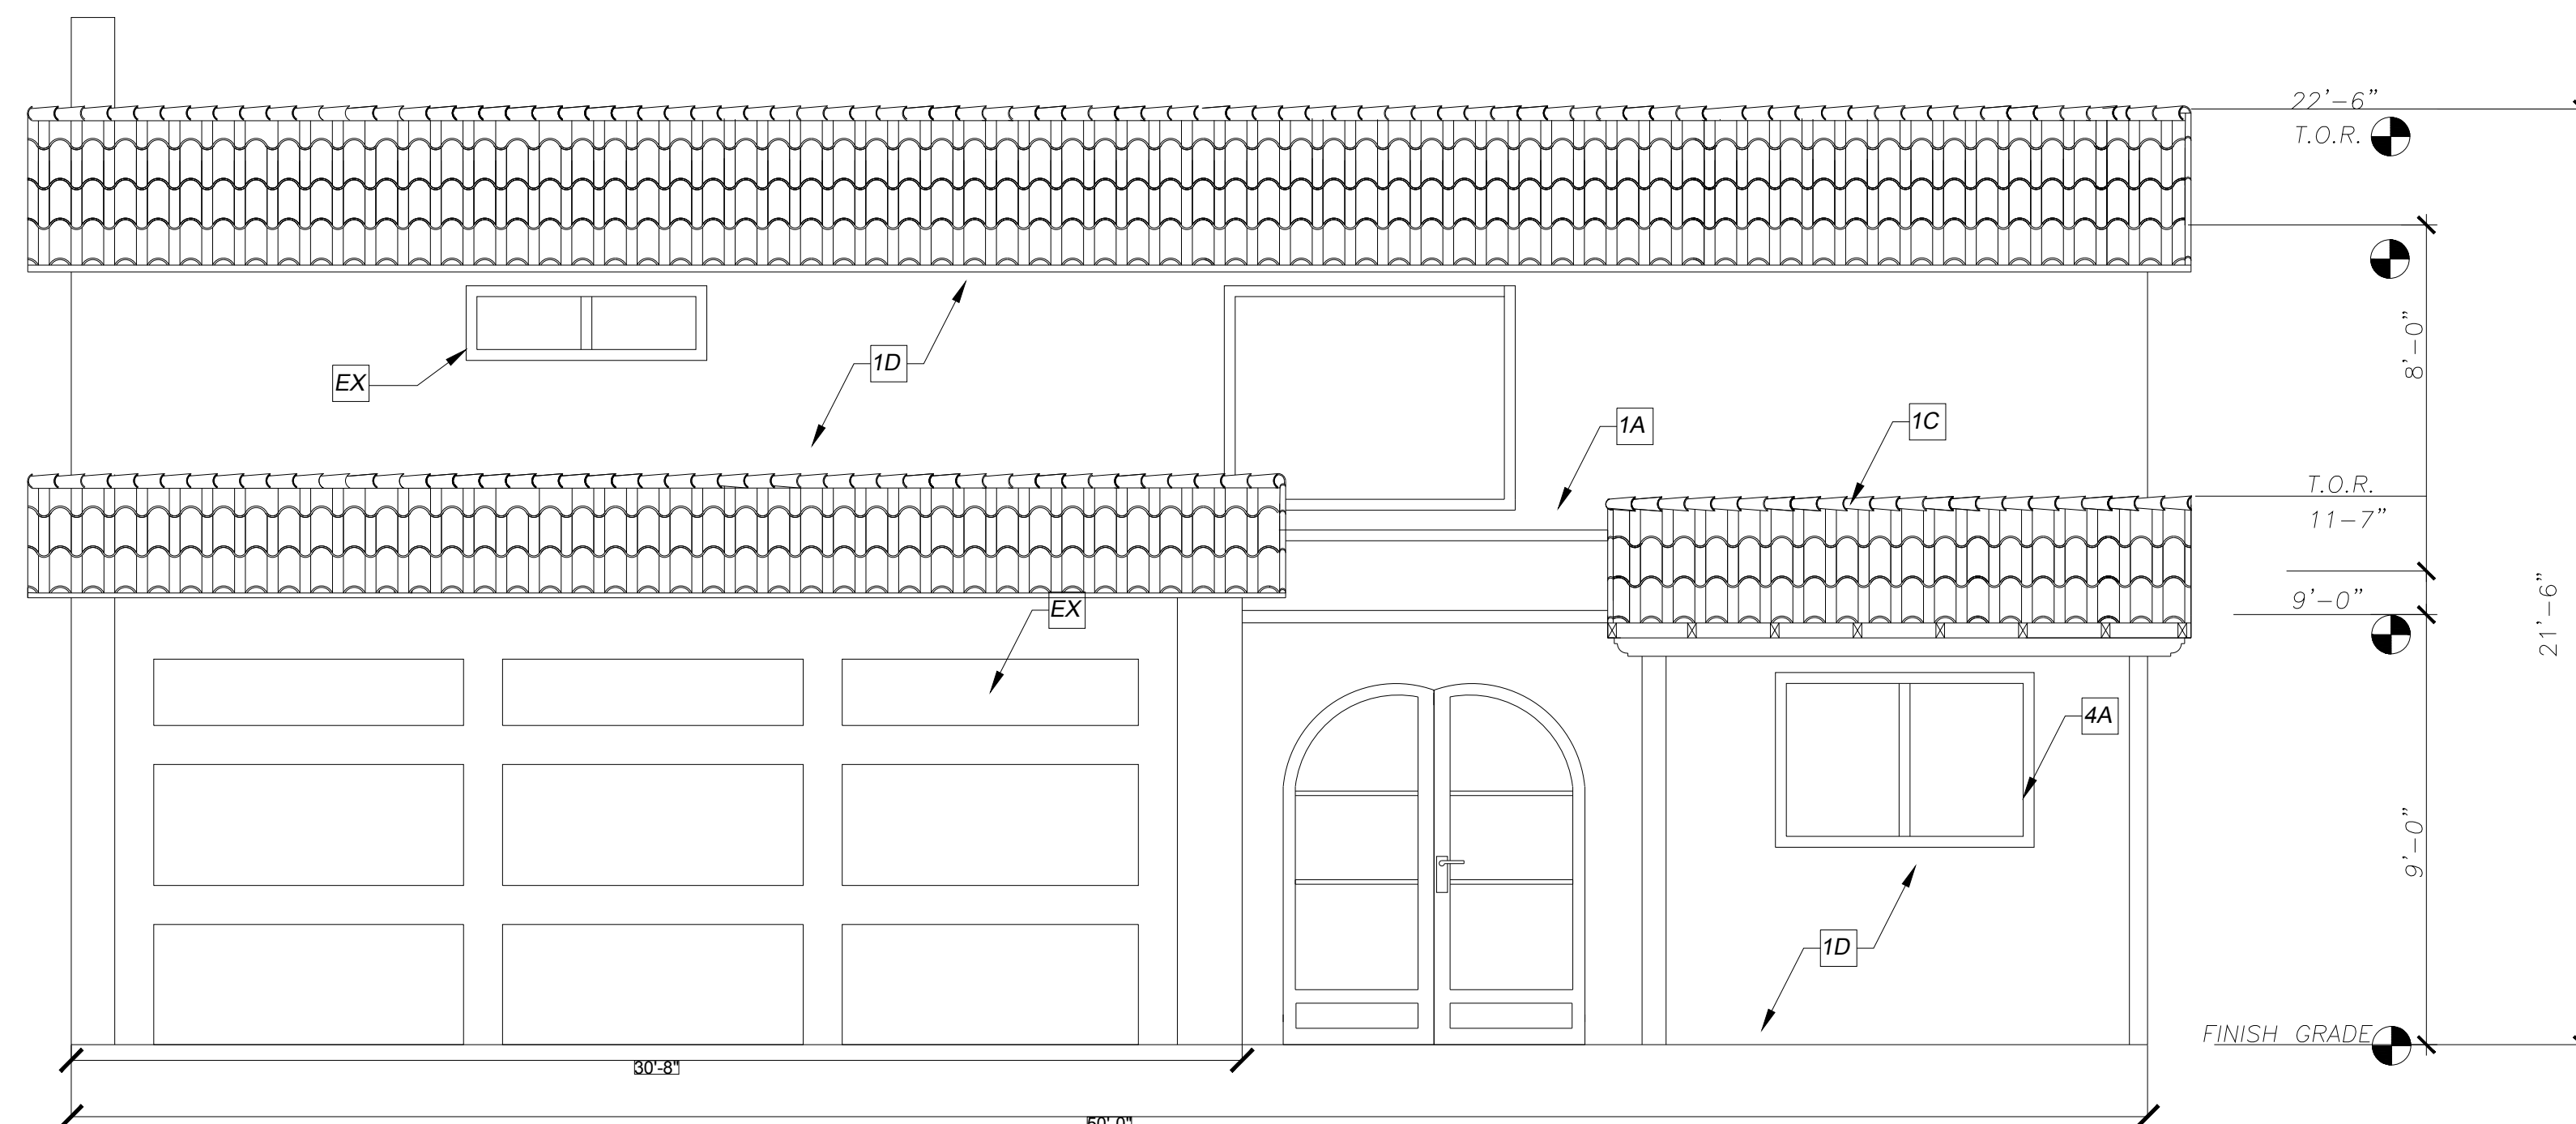 22'-6"
T.O.R.
8'-0"
EX
1D
1A
1C
T.O.R.
11-7"
9'-0"
21'-6"
EX
4A
9'-0"
1D
FINISH GRADE
30'-8"